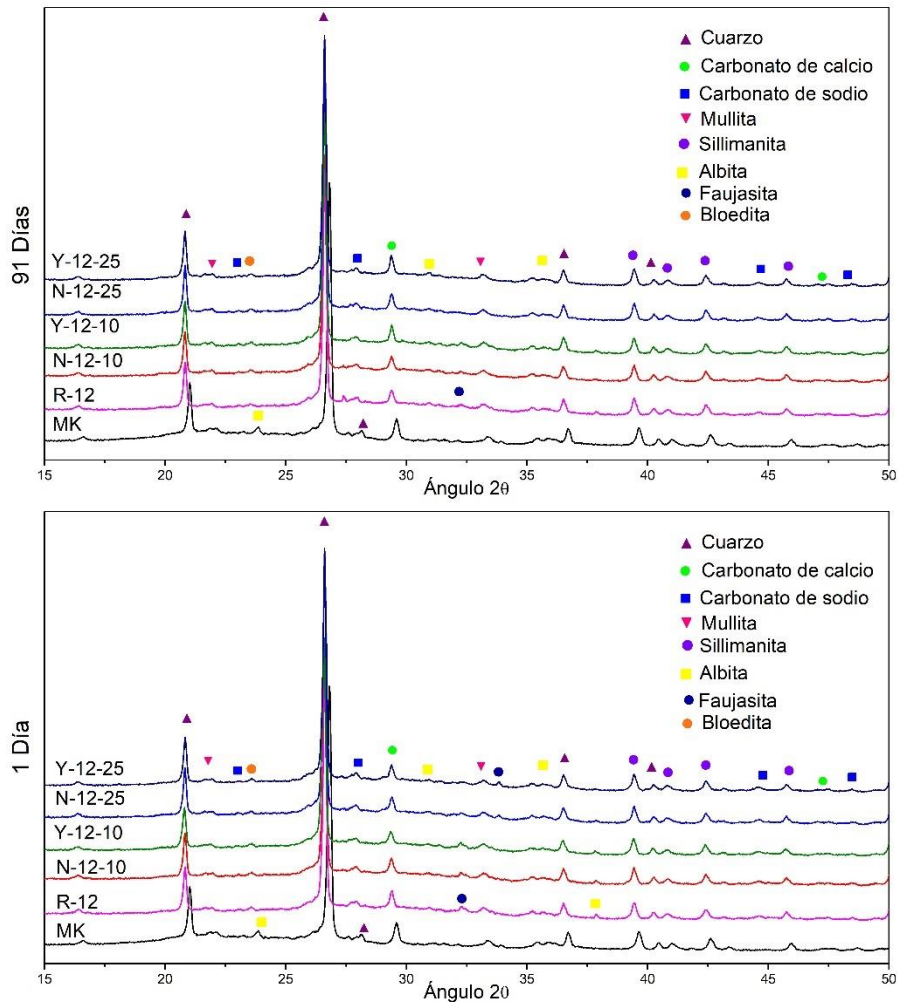 Cuarzo
Carbonato de calcio
Carbonato de sodio
Mullita
Sillimanita
Albita
Faujasita
Bloedita
91 Días
Y-12-25
N-12-25
Y-12-10
N-12-10
R-12
MK
15 20 25 30 35 40 45 50
Ángulo 2θ
Cuarzo
Carbonato de calcio
Carbonato de sodio
Mullita
Sillimanita
Albita
Faujasita
Bloedita
1 Día
Y-12-25
N-12-25
Y-12-10
N-12-10
R-12
MK
15 20 25 30 35 40 45 50
Ángulo 2θ